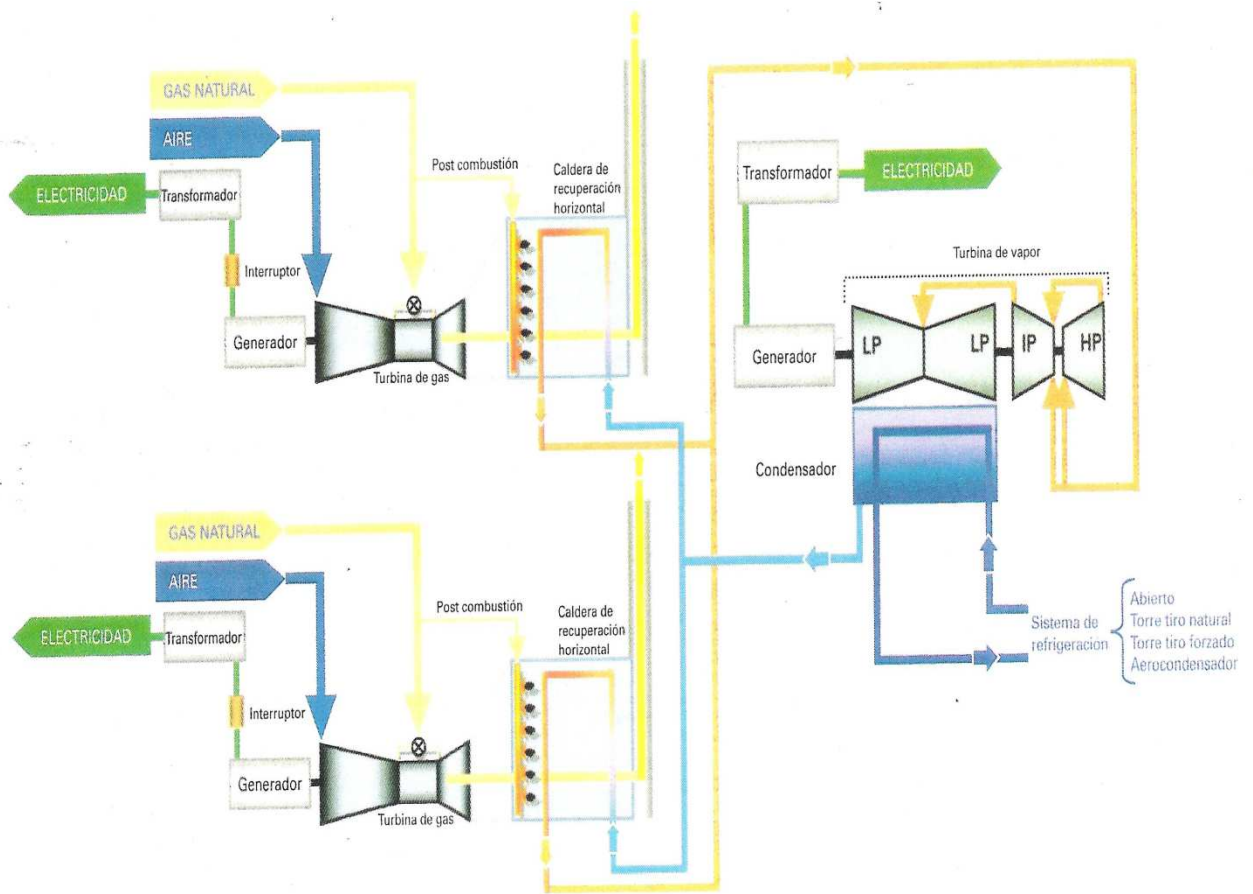 GAS NATURAL
AIRE
ELECTRICIDAD
Transformador
Interruptor
Generador
Turbina de gas
Post combustión
Caldera de
recuperación
horizontal
GAS NATURAL
AIRE
ELECTRICIDAD
Transformador
Interruptor
Generador
Turbina de gas
Post combustión
Caldera de
recuperación
horizontal
Transformador
ELECTRICIDAD
Turbina de vapor
Generador
LP
LP
IP
HP
Condensador
Sistema de
refrigeración
Abierto
Torre tiro natural
Torre tiro forzado
Aerocondensador